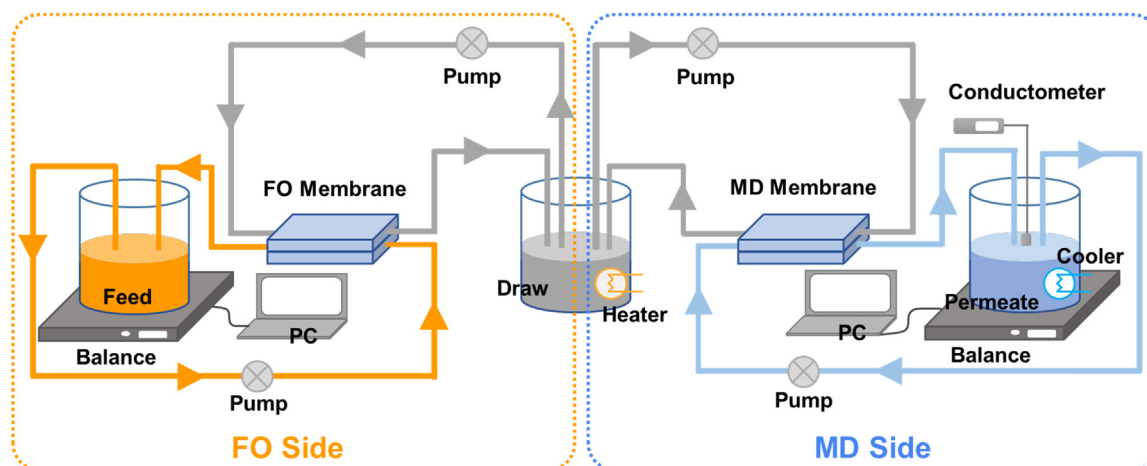 Pump
Pump
Conductometer
FO Membrane
MD Membrane
Cooler
Feed
Draw
Heater
Permeate
PC
PC
Balance
Balance
Pump
Pump
FO Side
MD Side